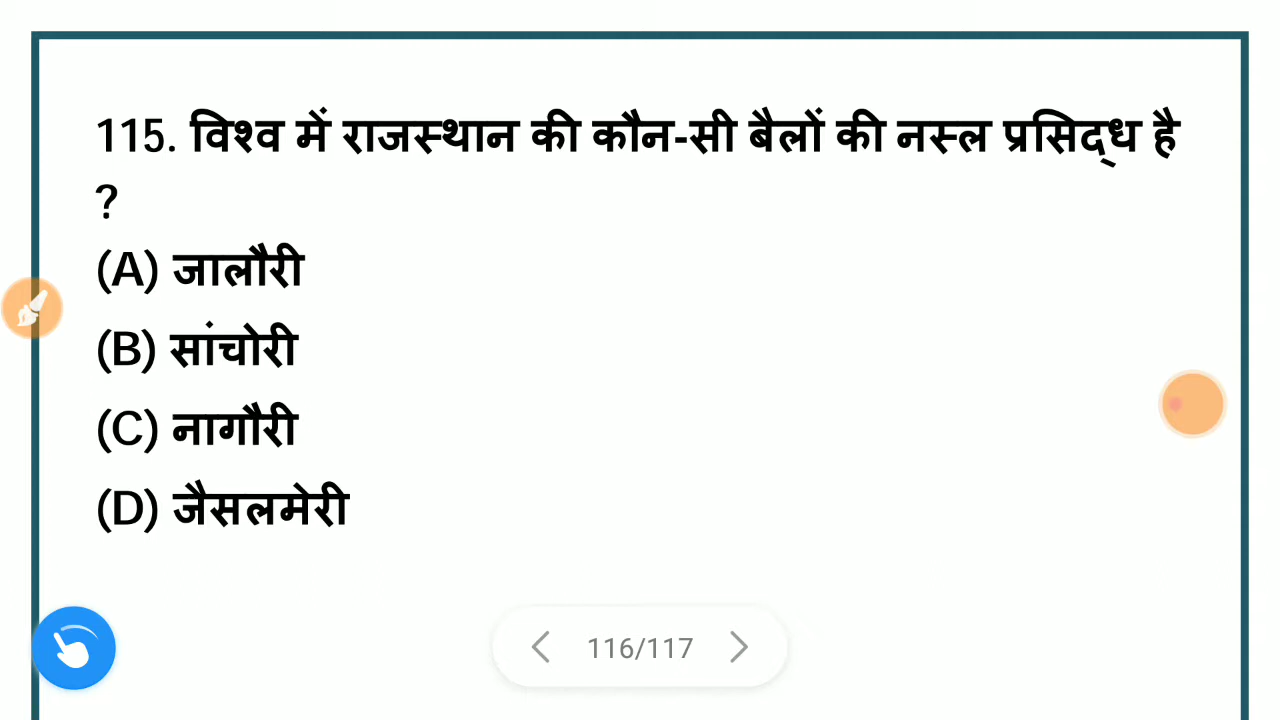 115. विश्व में राजस्थान की कौन-सी बैलों की नस्ल प्रसिद्ध है
?
(A) जालौरी
(B) सांचोरी
(C) नागौरी
(D) जैसलमेरी
116/117